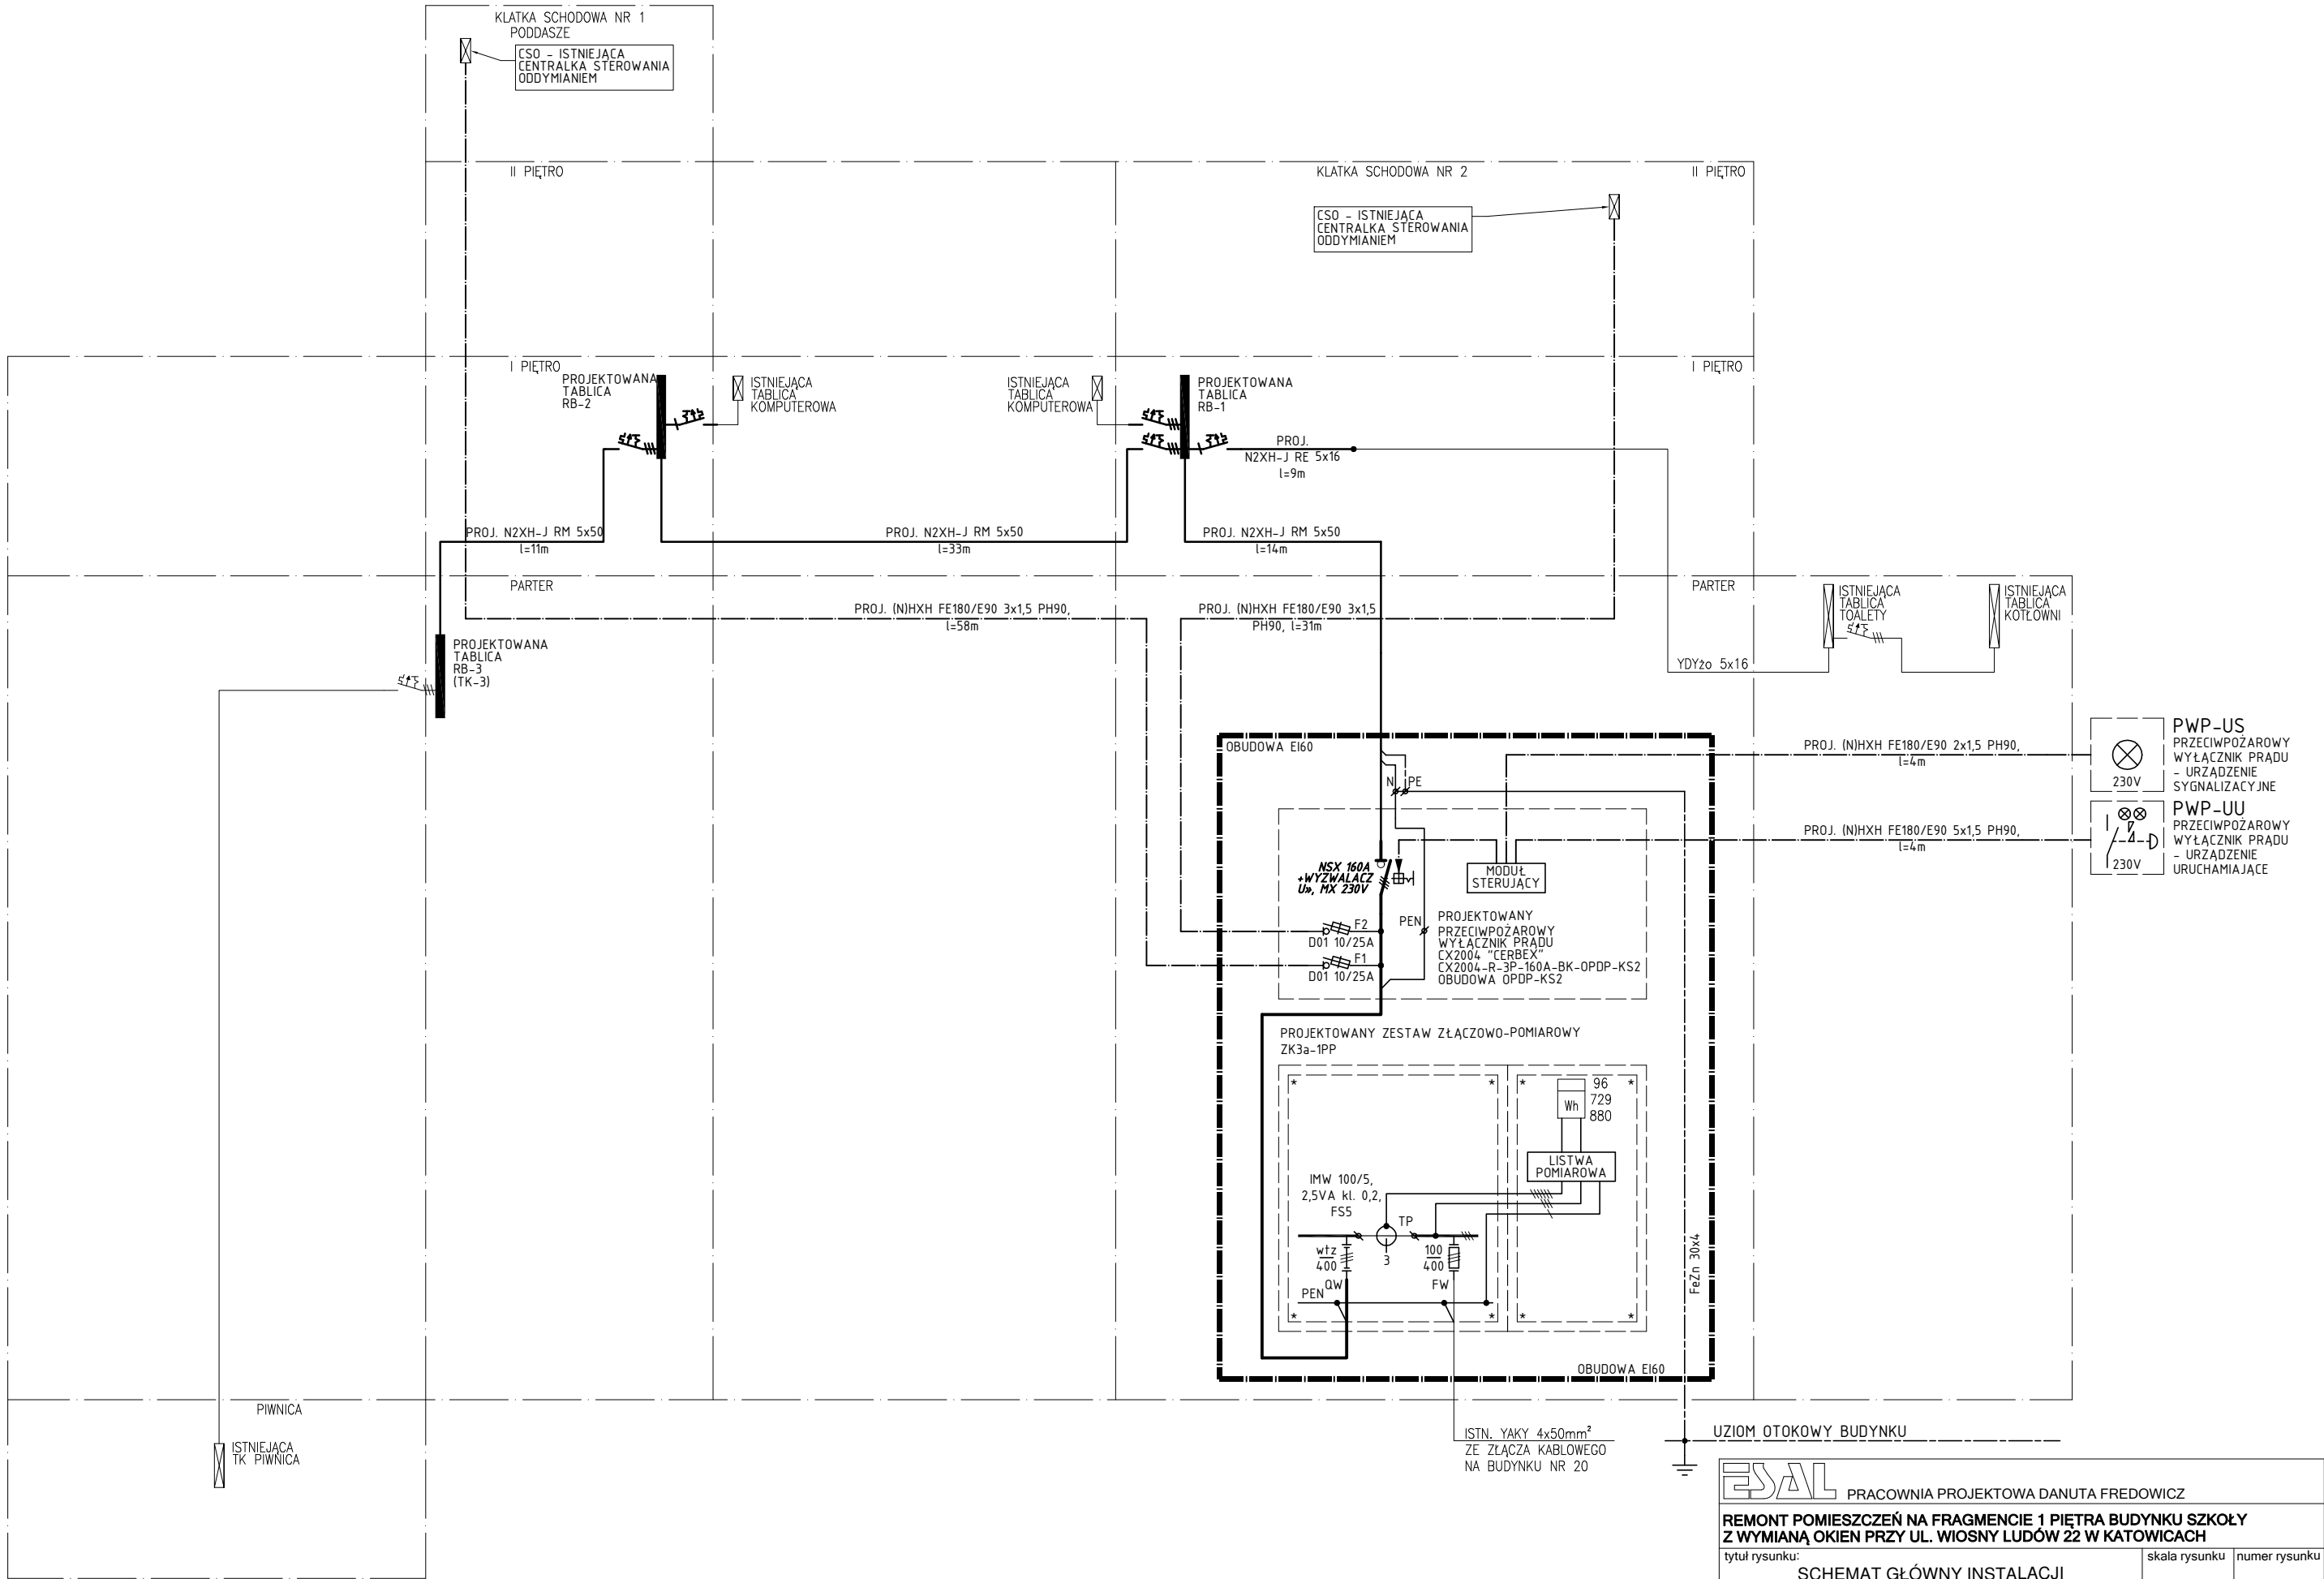 KLATKA SCHODOWA NR 1
PODDASZE
CSO - ISTNIEJĄCA
CENTRALKA STEROWANIA
ODDYMIANIEM
II PIĘTRO
KLATKA SCHODOWA NR 2
II PIĘTRO
CSO - ISTNIEJĄCA
CENTRALKA STEROWANIA
ODDYMIANIEM
I PIĘTRO
I PIĘTRO
PROJEKTOWANA
TABLICA
RB-2
ISTNIEJĄCA
TABLICA
KOMPUTEROWA
ISTNIEJĄCA
TABLICA
KOMPUTEROWA
PROJEKTOWANA
TABLICA
RB-1
PROJ.
N2XH-J RE 5x16
l=9m
PROJ. N2XH-J RM 5x50
l=11m
PROJ. N2XH-J RM 5x50
l=33m
PROJ. N2XH-J RM 5x50
l=14m
PARTER
PARTER
PROJ. (N)HXH FE180/E90 3x1,5 PH90,
l=58m
PROJ. (N)HXH FE180/E90 3x1,5
PH90, l=31m
ISTNIEJĄCA
TABLICA
TOALETY
ISTNIEJĄCA
TABLICA
KOTŁOWNI
YDYżo 5x16
PROJEKTOWANA
TABLICA
RB-3
(TK-3)
OBUDOWA EI60
PROJ. (N)HXH FE180/E90 2x1,5 PH90,
l=4m
PWP-US
PRZECIWPOŻAROWY
WYŁĄCZNIK PRĄDU
- URZĄDZENIE
SYGNALIZACYJNE
230V
PROJ. (N)HXH FE180/E90 5x1,5 PH90,
l=4m
PWP-UU
PRZECIWPOŻAROWY
WYŁĄCZNIK PRĄDU
- URZĄDZENIE
URUCHAMIAJĄCE
230V
N
PE
NSX 160A
+WYZWALACZ
U», MX 230V
MODUŁ
STERUJĄCY
F2
D01 10/25A
F1
D01 10/25A
PEN
PROJEKTOWANY
PRZECIWPOŻAROWY
WYŁĄCZNIK PRĄDU
CX2004 "CERBEX"
CX2004-R-3P-160A-BK-OPDP-KS2
OBUDOWA OPDP-KS2
PROJEKTOWANY ZESTAW ZŁĄCZOWO-POMIAROWY
ZK3a-1PP
* * * *
Wh
96
729
880
LISTWA
POMIAROWA
IMW 100/5,
2,5VA kl. 0,2,
FS5
TP
3
wtz
400
QW
100
400
FW
PEN
* * * *
FeZn 30x4
OBUDOWA EI60
PIWNICA
ISTNIEJĄCA
TK PIWNICA
ISTN. YAKY 4x50mm²
ZE ZŁĄCZA KABLOWEGO
NA BUDYNKU NR 20
UZIOM OTOKOWY BUDYNKU
ESAL PRACOWNIA PROJEKTOWA DANUTA FREDOWICZ
REMONT POMIESZCZEŃ NA FRAGMENCIE 1 PIĘTRA BUDYNKU SZKOŁY
Z WYMIANĄ OKIEN PRZY UL. WIOSNY LUDÓW 22 W KATOWICACH
tytuł rysunku:
skala rysunku
numer rysunku
SCHEMAT GŁÓWNY INSTALACJI